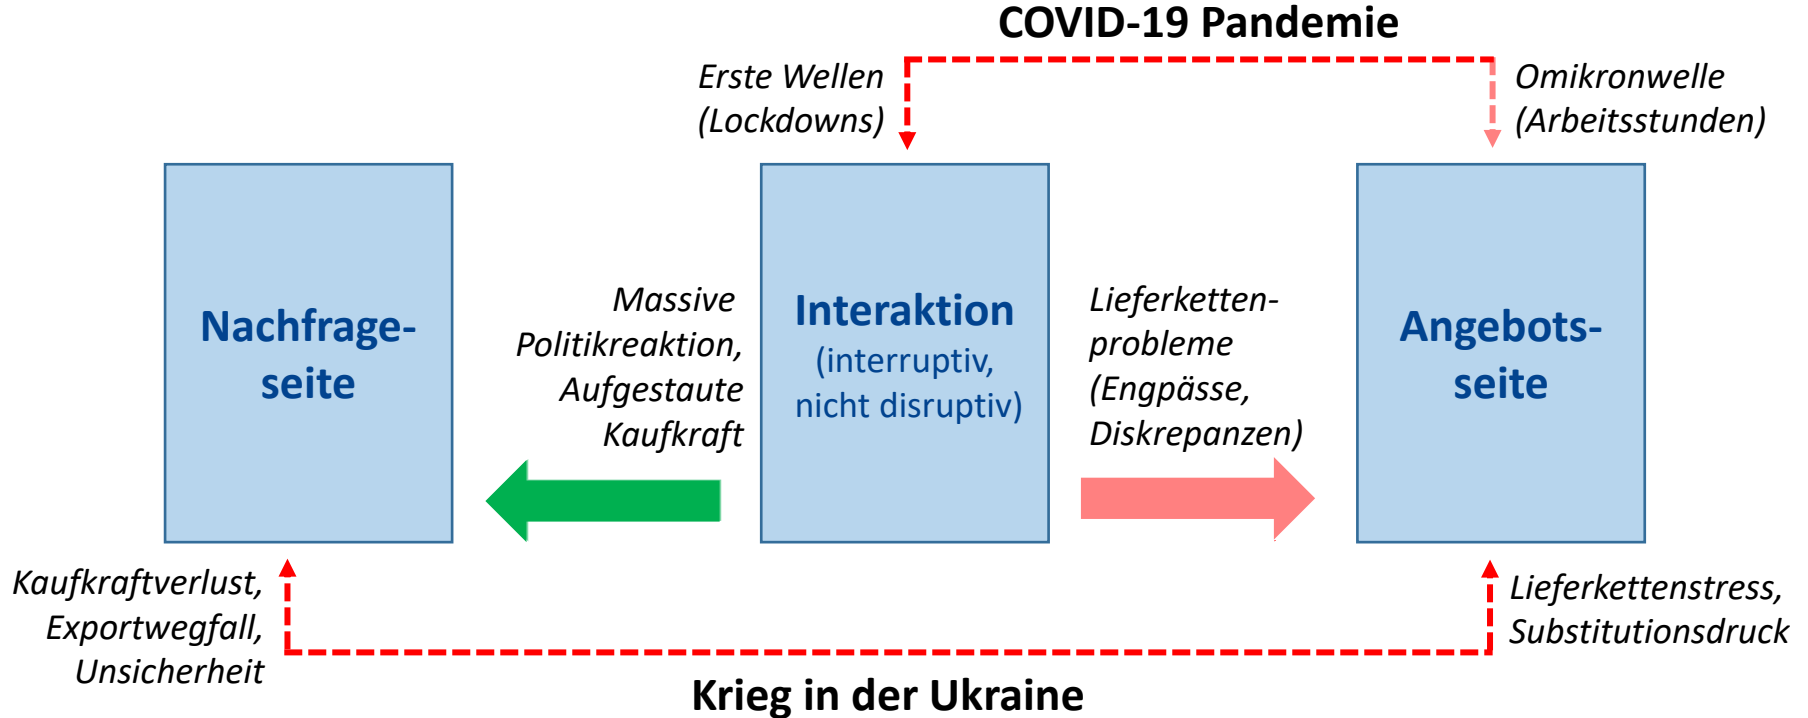 COVID-19 Pandemie
Erste Wellen
(Lockdowns)
Omikronwelle
(Arbeitsstunden)
Nachfrage-
seite
Massive
Politikreaktion,
Aufgestaute
Kaufkraft
Interaktion
(interruptiv,
nicht disruptiv)
Lieferketten-
probleme
(Engpässe,
Diskrepanzen)
Angebots-
seite
Kaufkraftverlust,
Exportwegfall,
Unsicherheit
Lieferkettenstress,
Substitutionsdruck
Krieg in der Ukraine